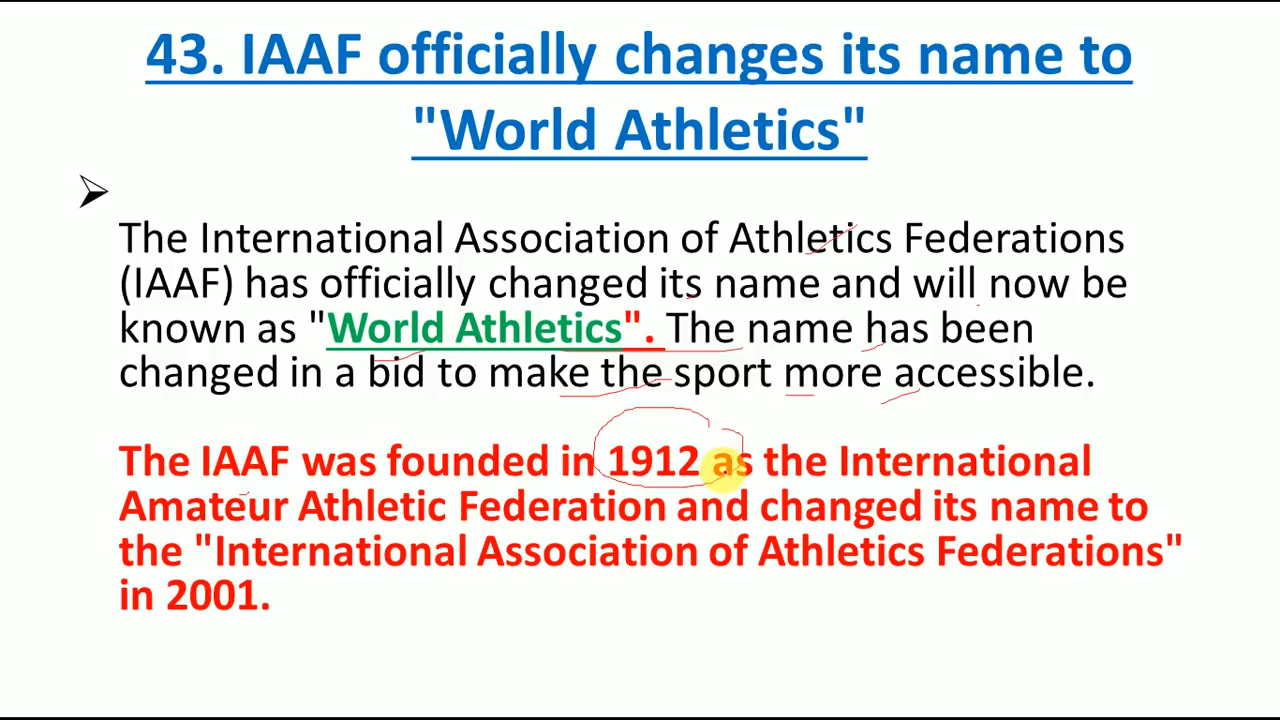 43. IAAF officially changes its name to
"World Athletics"
The International Association of Athletics Federations
(IAAF) has officially changed its name and will now be
known as "World Athletics". The name has been
changed in a bid to make the sport more accessible.
The IAAF was founded in 1912 as the International
Amateur Athletic Federation and changed its name to
the "International Association of Athletics Federations"
in 2001.